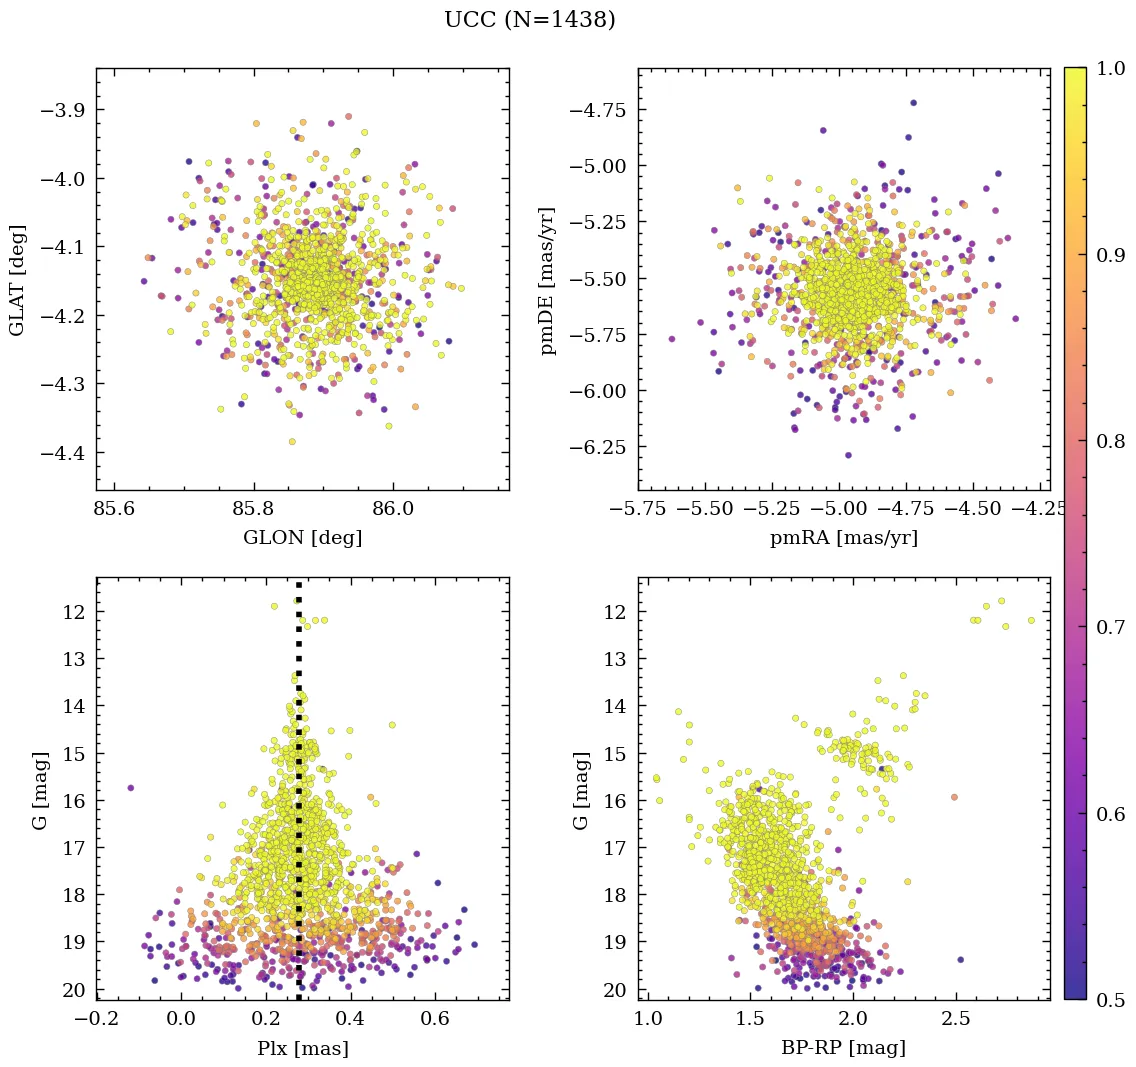 UCC (N=1438)
−3.9
−4.0
−4.1
−4.2
−4.3
−4.4
GLAT [deg]
85.6 85.8 86.0
GLON [deg]
−4.75
−5.00
−5.25
−5.50
−5.75
−6.00
−6.25
pmDE [mas/yr]
−5.75 −5.50 −5.25 −5.00 −4.75 −4.50 −4.25
pmRA [mas/yr]
12
13
14
15
16
17
18
19
20
G [mag]
−0.2 0.0 0.2 0.4 0.6
Plx [mas]
12
13
14
15
16
17
18
19
20
G [mag]
1.0 1.5 2.0 2.5
BP-RP [mag]
1.0
0.9
0.8
0.7
0.6
0.5